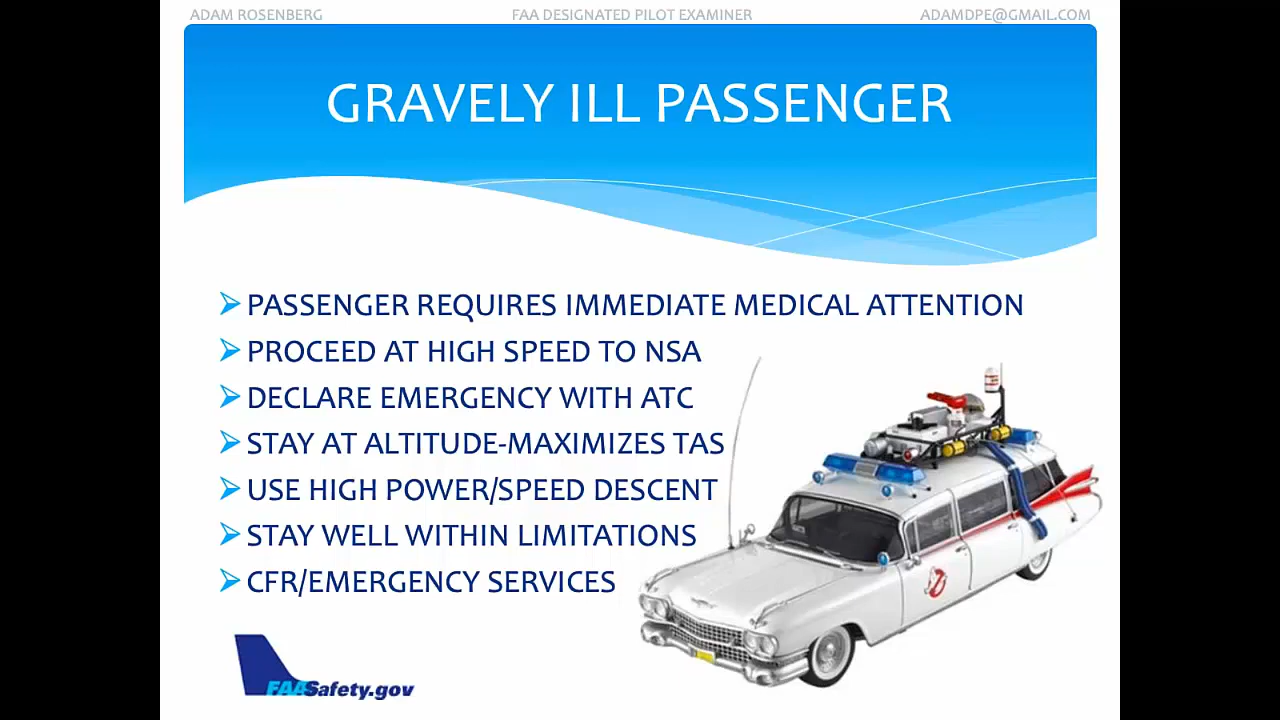 ADAM ROSENBERG FAA DESIGNATED PILOT EXAMINER ADAMDPE@GMAIL.COM
GRAVELY ILL PASSENGER
PASSENGER REQUIRES IMMEDIATE MEDICAL ATTENTION
PROCEED AT HIGH SPEED TO NSA
DECLARE EMERGENCY WITH ATC
STAY AT ALTITUDE-MAXIMIZES TAS
USE HIGH POWER/SPEED DESCENT
STAY WELL WITHIN LIMITATIONS
CFR/EMERGENCY SERVICES
FAASafety.gov